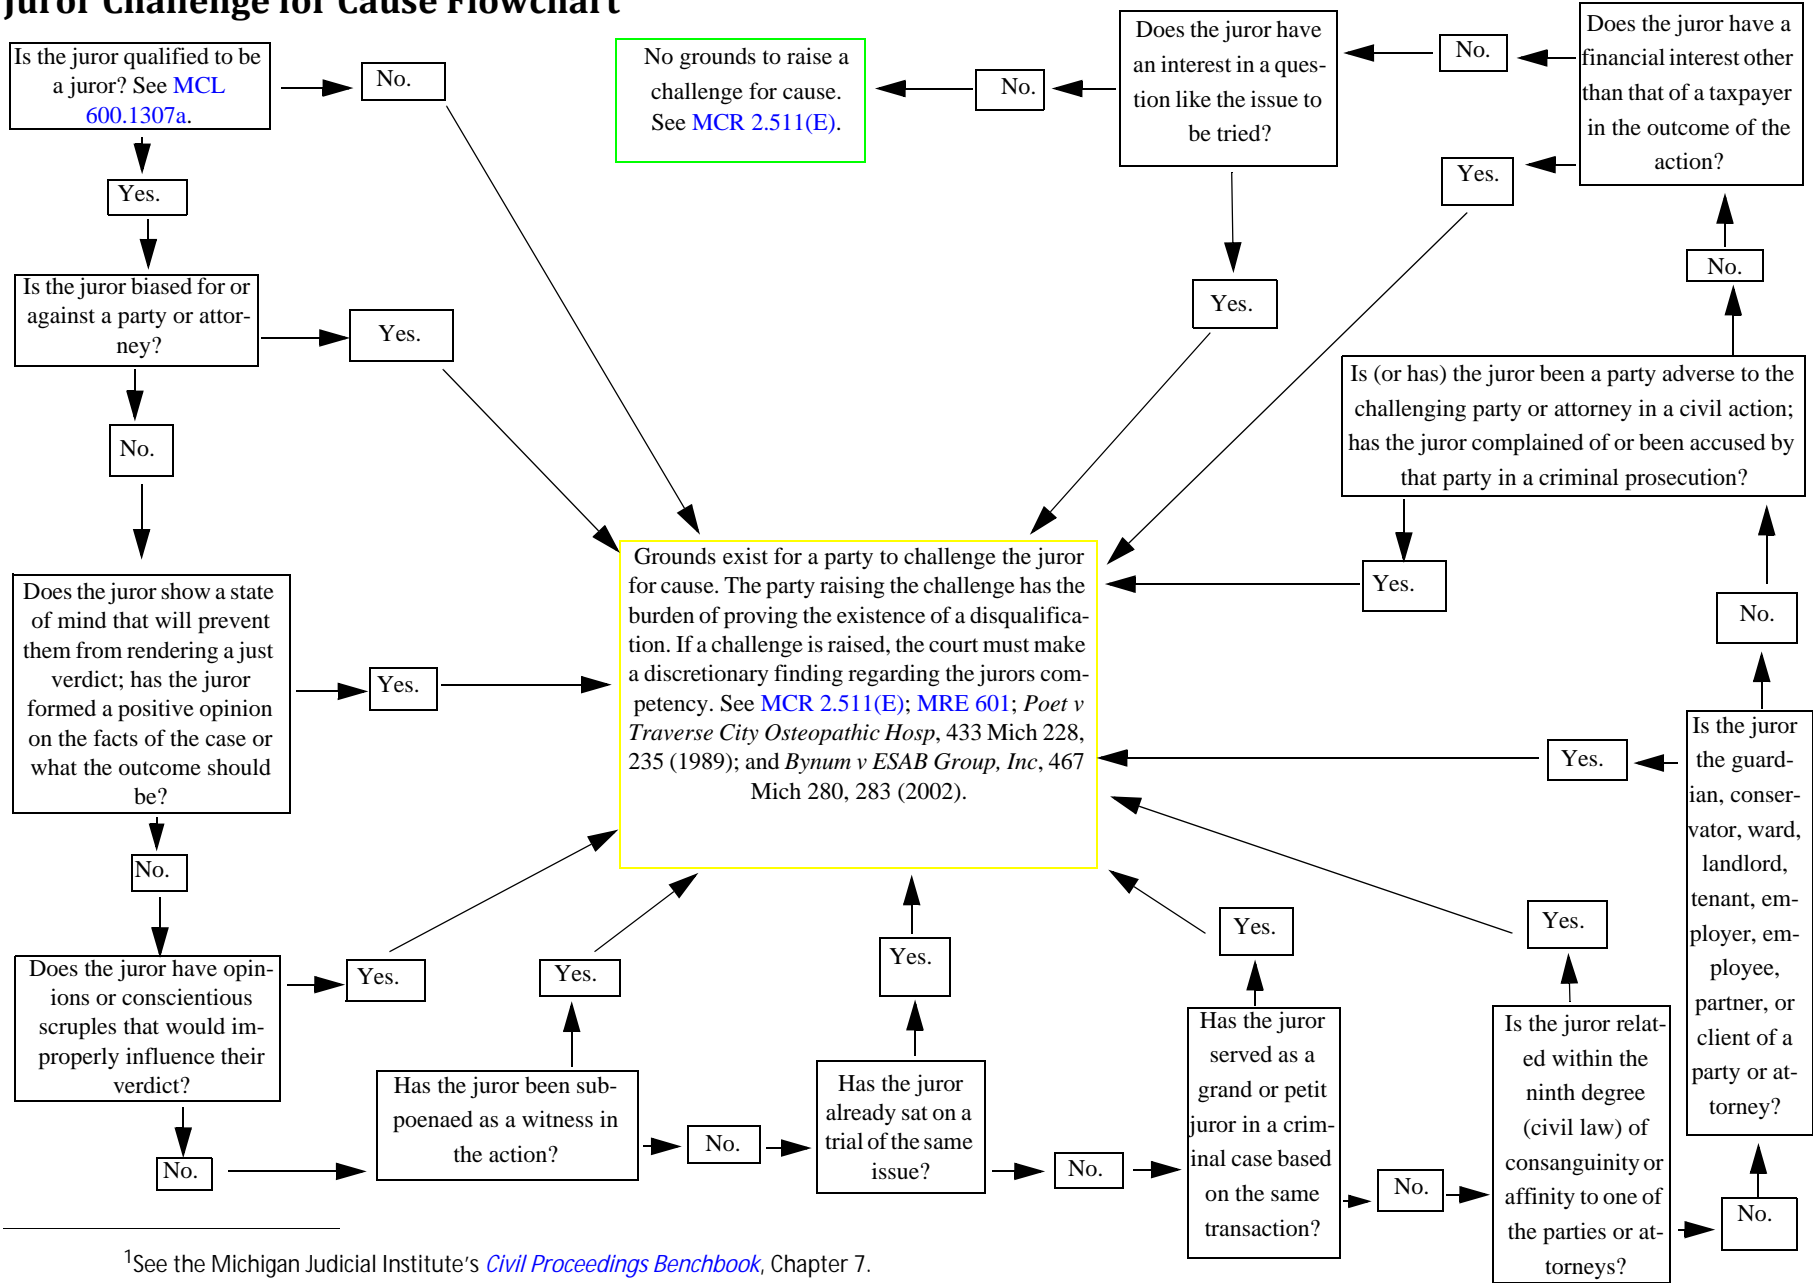 Juror Challenge for Cause Flowchart
Is the juror qualified to be
a juror? See MCL
600.1307a.
No.
Yes.
Is the juror biased for or
against a party or attor-
ney?
Yes.
No.
Does the juror show a state
of mind that will prevent
them from rendering a just
verdict; has the juror
formed a positive opinion
on the facts of the case or
what the outcome should
be?
Yes.
No.
Does the juror have opin-
ions or conscientious
scruples that would im-
properly influence their
verdict?
Yes.
No.
Has the juror been sub-
poenaed as a witness in
the action?
Yes.
No.
Has the juror
already sat on a
trial of the same
issue?
Yes.
No.
Has the juror
served as a
grand or petit
juror in a crim-
inal case based
on the same
transaction?
Yes.
No.
Is the juror relat-
ed within the
ninth degree
(civil law) of
consanguinity or
affinity to one of
the parties or at-
torneys?
Yes.
No.
Is the juror
the guard-
ian, conser-
vator, ward,
landlord,
tenant, em-
ployer, em-
ployee,
partner, or
client of a
party or at-
torney?
Yes.
No.
Is (or has) the juror been a party adverse to the
challenging party or attorney in a civil action;
has the juror complained of or been accused by
that party in a criminal prosecution?
Yes.
No.
Does the juror have a
financial interest other
than that of a taxpayer
in the outcome of the
action?
Yes.
No.
Does the juror have
an interest in a ques-
tion like the issue to
be tried?
Yes.
No.
No grounds to raise a
challenge for cause.
See MCR 2.511(E).
Grounds exist for a party to challenge the juror
for cause. The party raising the challenge has the
burden of proving the existence of a disqualifica-
tion. If a challenge is raised, the court must make
a discretionary finding regarding the jurors com-
petency. See MCR 2.511(E); MRE 601; Poet v
Traverse City Osteopathic Hosp, 433 Mich 228,
235 (1989); and Bynum v ESAB Group, Inc, 467
Mich 280, 283 (2002).
1See the Michigan Judicial Institute's Civil Proceedings Benchbook, Chapter 7.